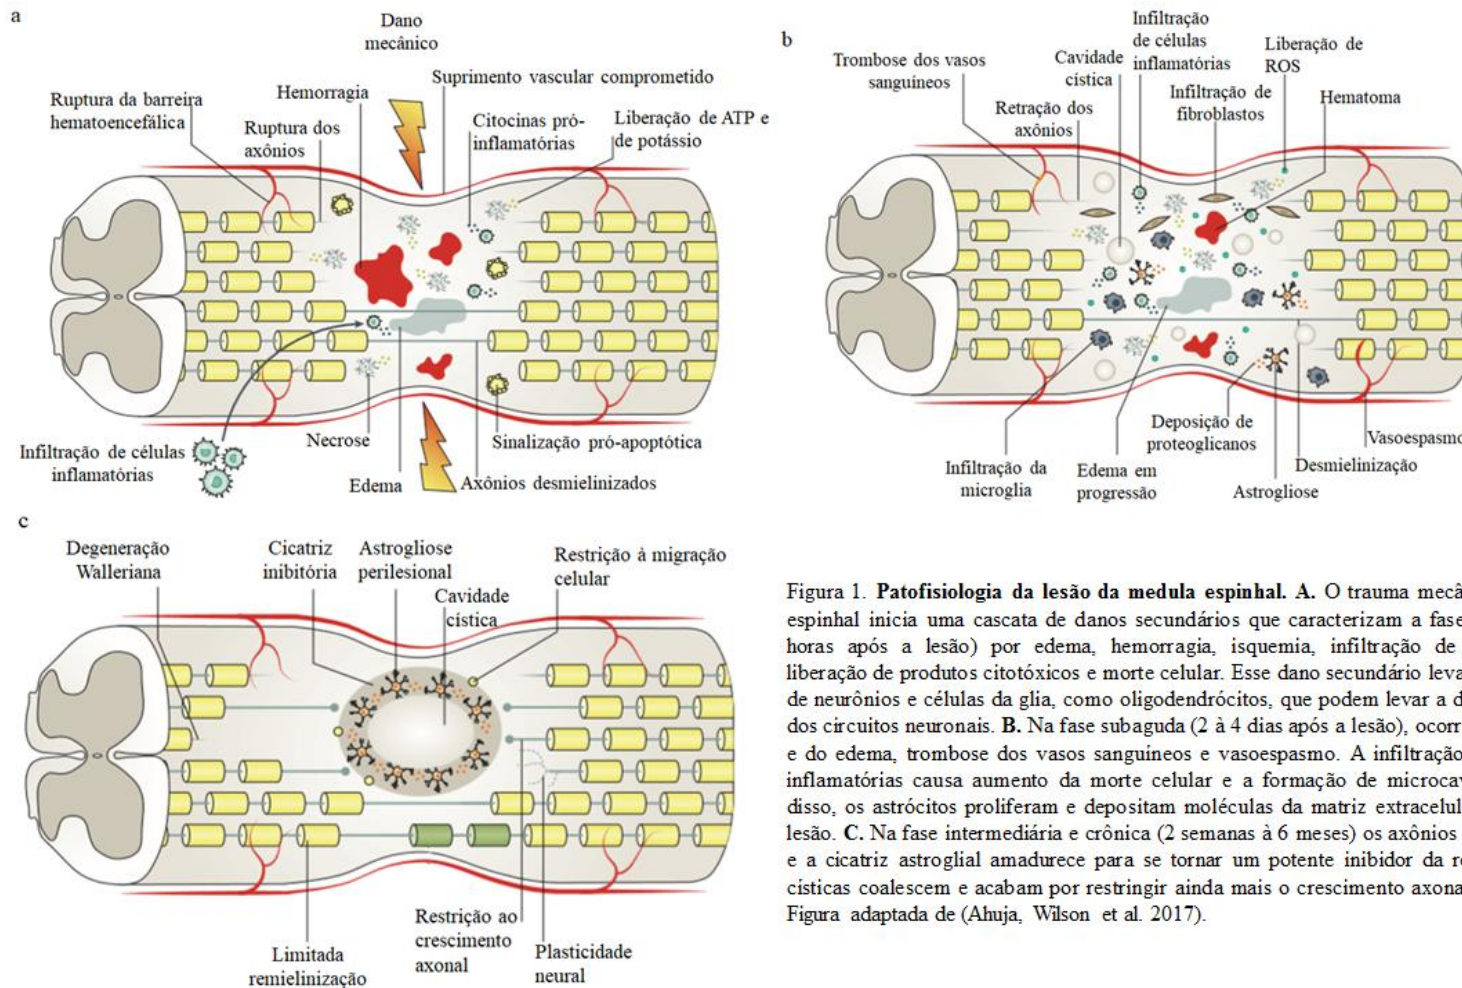 a
Dano
mecânico
Suprimento vascular comprometido
Hemorragia
Ruptura da barreira
hematoencefálica
Ruptura dos
axônios
Citocinas pró-
inflamatórias
Liberação de ATP e
de potássio
Infiltração de células
inflamatórias
Necrose
Edema
Sinalização pró-apoptótica
Axônios desmielinizados
b
Trombose dos vasos
sanguíneos
Retração dos
axônios
Cavidade
cística
Infiltração
de células
inflamatórias
Infiltração de
fibroblastos
Liberação de
ROS
Hematoma
Infiltração da
microglia
Edema em
progressão
Deposição de
proteoglicanos
Astrogliose
Desmielinização
Vasoespasmo
c
Degeneração
Walleriana
Cicatriz
inibitória
Astrogliose
perilesional
Cavidade
cística
Restrição à migração
celular
Limitada
remielinização
Restrição ao
crescimento
axonal
Plasticidade
neural
Figura 1. Patofisiologia da lesão da medula espinhal. A. O trauma mecâ
espinhal inicia uma cascata de danos secundários que caracterizam a fase
horas após a lesão) por edema, hemorragia, isquemia, infiltração de
liberação de produtos citotóxicos e morte celular. Esse dano secundário leva
de neurônios e células da glia, como oligodendrócitos, que podem levar a d
dos circuitos neuronais. B. Na fase subaguda (2 à 4 dias após a lesão), ocorr
e do edema, trombose dos vasos sanguíneos e vasoespasmo. A infiltração
inflamatórias causa aumento da morte celular e a formação de microcav
disso, os astrócitos proliferam e depositam moléculas da matriz extracelul
lesão. C. Na fase intermediária e crônica (2 semanas à 6 meses) os axônios
e a cicatriz astroglial amadurece para se tornar um potente inibidor da r
císticas coalescem e acabam por restringir ainda mais o crescimento axona
Figura adaptada de (Ahuja, Wilson et al. 2017).